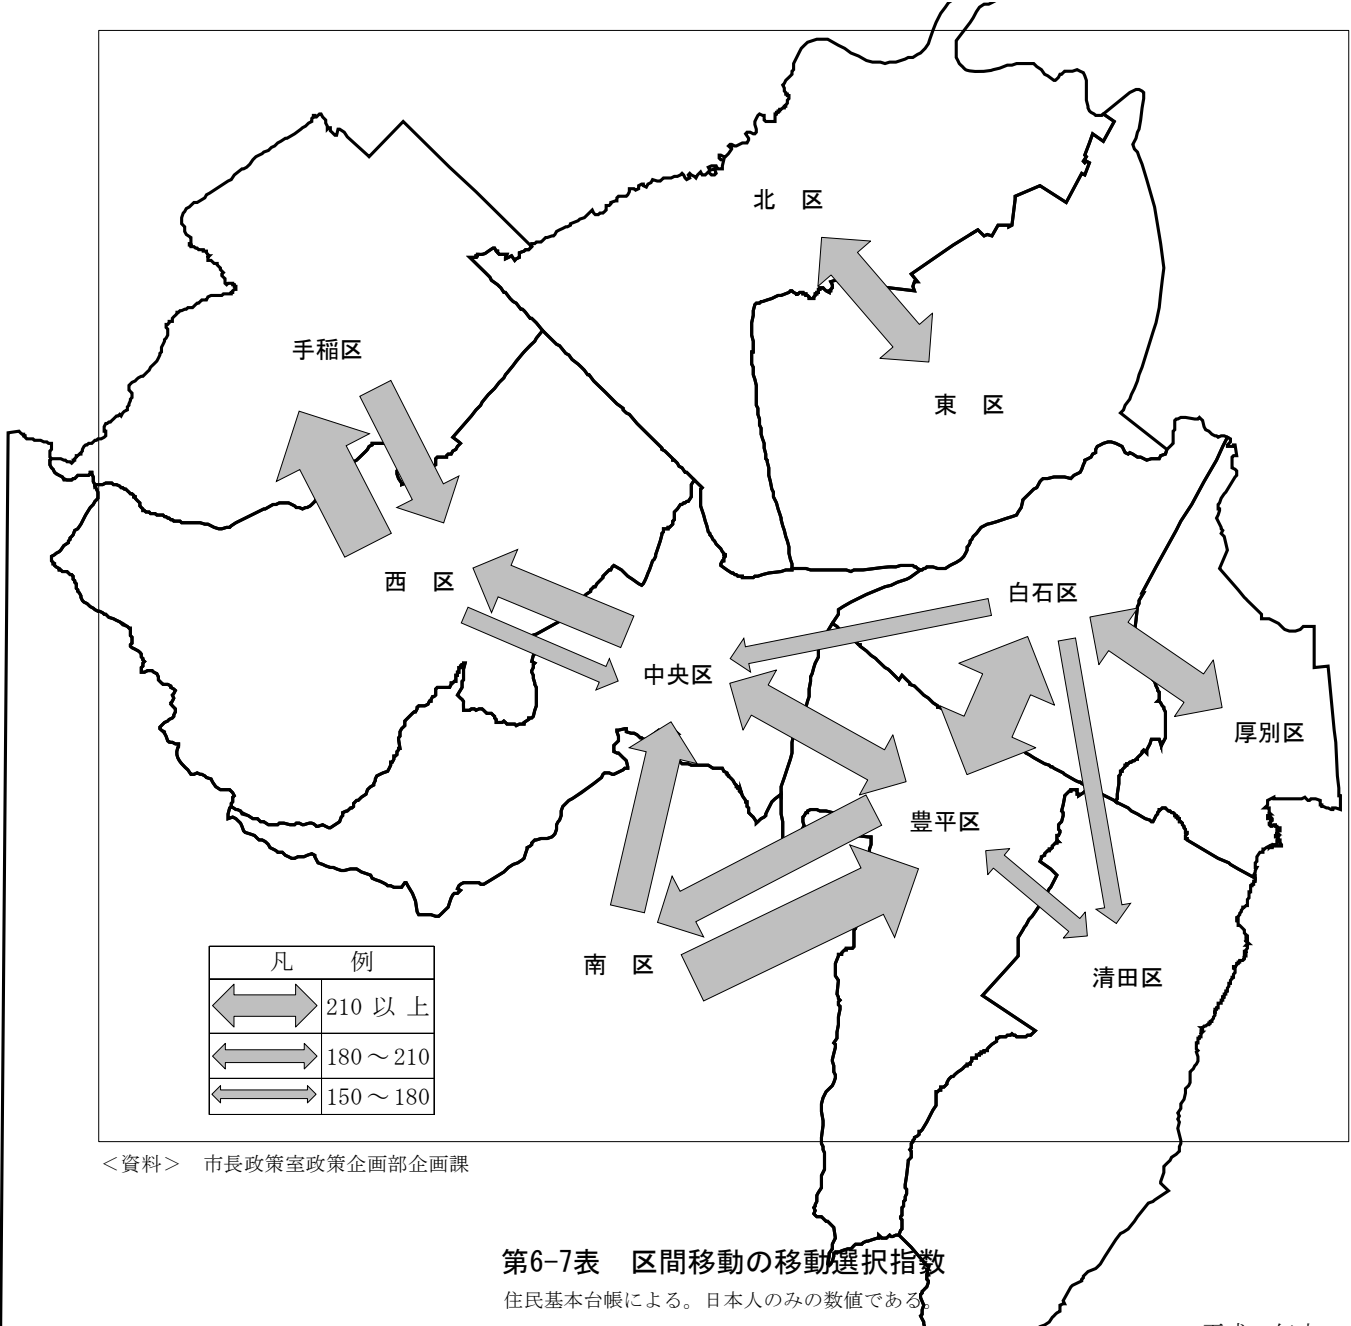 北　区
手稲区
東　区
西　区
白石区
中央区
厚別区
豊平区
南　区
清田区
凡　例
210 以 上
180～210
150～180
＜資料＞　市長政策室政策企画部企画課
第6-7表　区間移動の移動選択指数
住民基本台帳による。日本人のみの数値である。